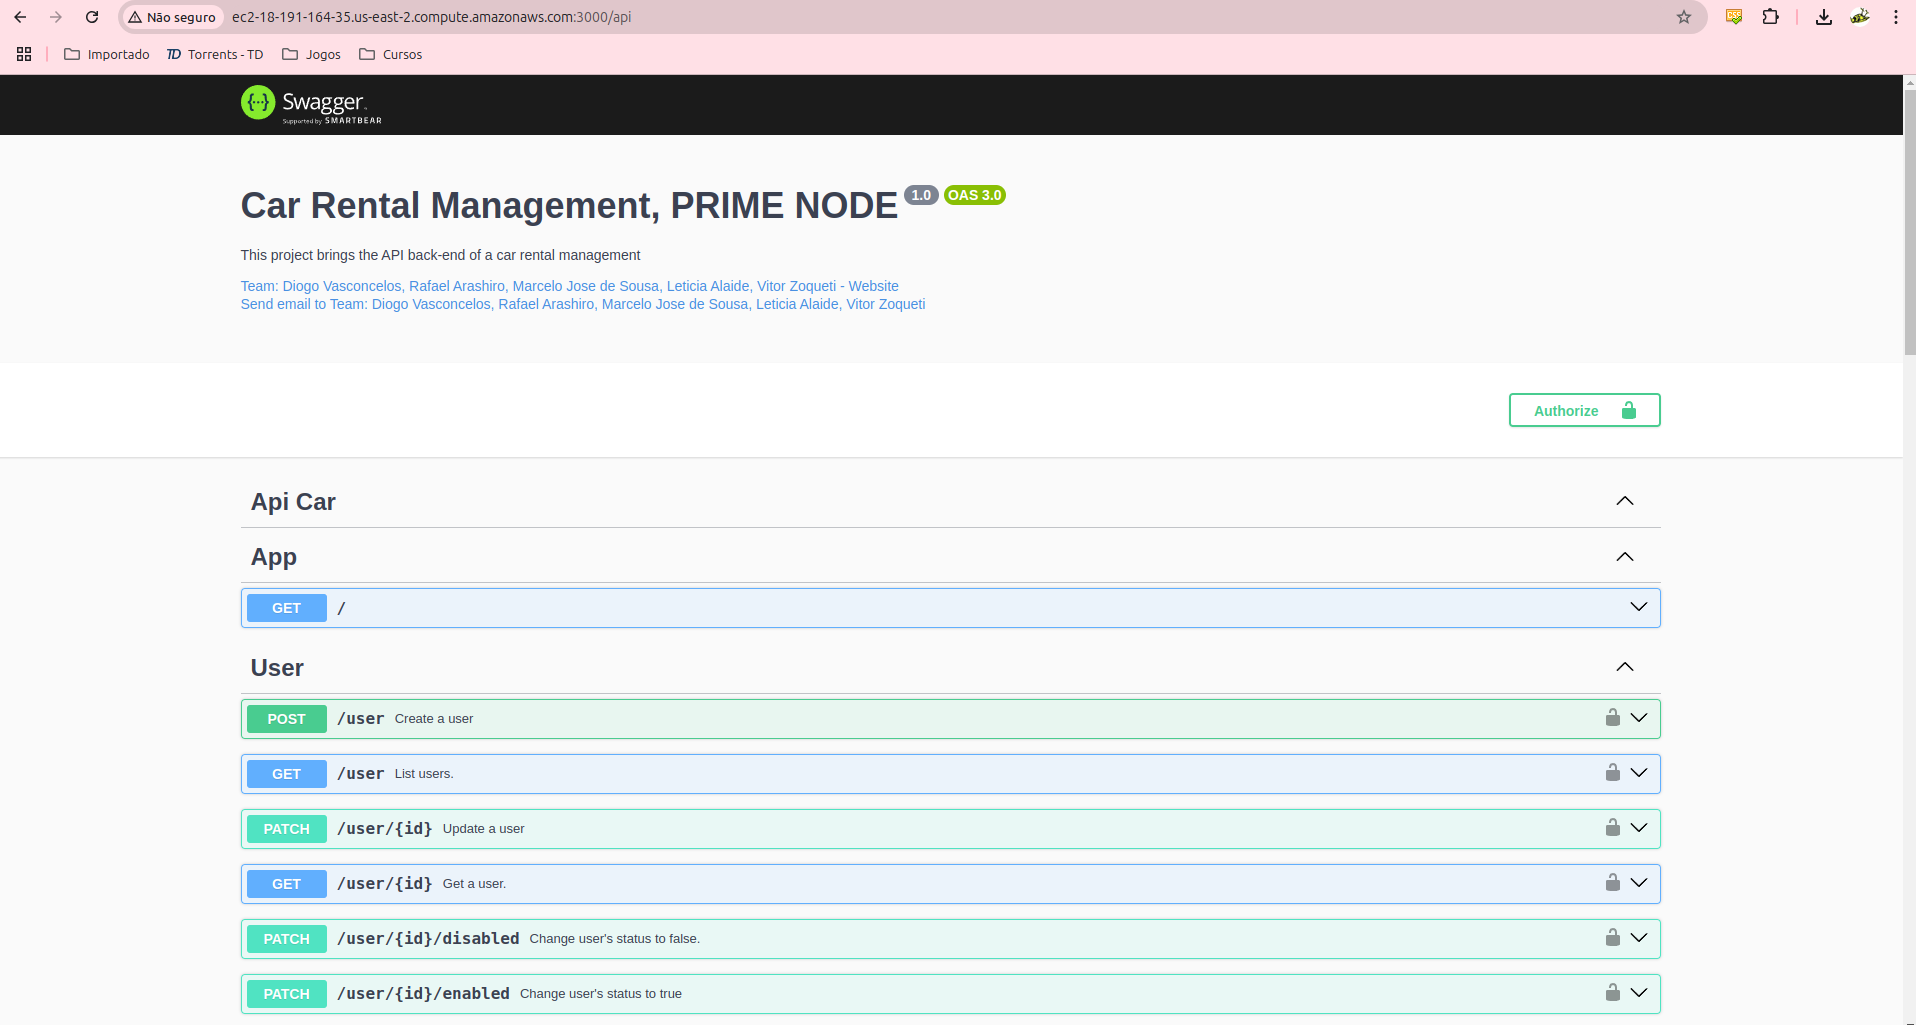 Não seguro ec2-18-191-164-35.us-east-2.compute.amazonaws.com:3000/api
Importado TD Torrents - TD Jogos Cursos
{···} Swagger™
Supported by SMARTBEAR
Car Rental Management, PRIME NODE 1.0 OAS 3.0
This project brings the API back-end of a car rental management
Team: Diogo Vasconcelos, Rafael Arashiro, Marcelo Jose de Sousa, Leticia Alaide, Vitor Zoqueti - Website
Send email to Team: Diogo Vasconcelos, Rafael Arashiro, Marcelo Jose de Sousa, Leticia Alaide, Vitor Zoqueti
Authorize
Api Car
App
GET /
User
POST /user Create a user
GET /user List users.
PATCH /user/{id} Update a user
GET /user/{id} Get a user.
PATCH /user/{id}/disabled Change user's status to false.
PATCH /user/{id}/enabled Change user's status to true